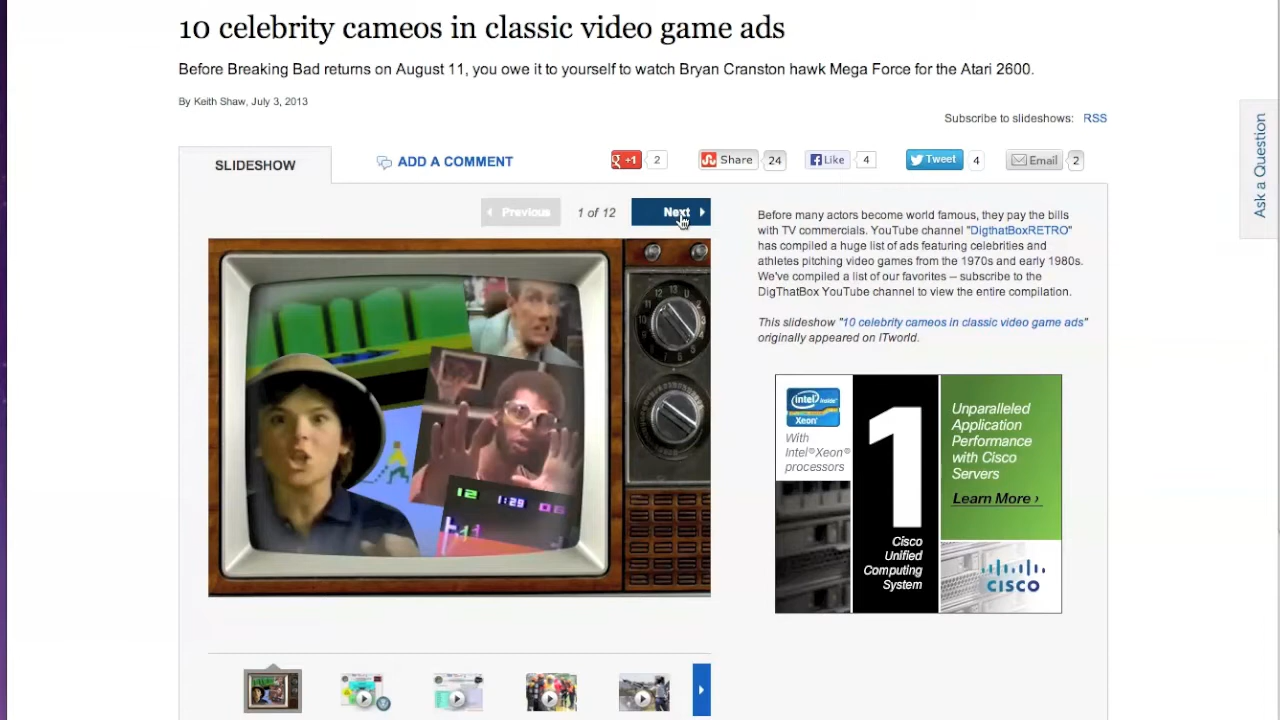 10 celebrity cameos in classic video game ads
Before Breaking Bad returns on August 11, you owe it to yourself to watch Bryan Cranston hawk Mega Force for the Atari 2600.
By Keith Shaw, July 3, 2013
Subscribe to slideshows: RSS
Ask a Question
SLIDESHOW
ADD A COMMENT
g +1 2
Share 24
Like 4
Tweet 4
Email 2
Previous 1 of 12 Next
Before many actors become world famous, they pay the bills
with TV commercials. YouTube channel "DigthatBoxRETRO"
has compiled a huge list of ads featuring celebrities and
athletes pitching video games from the 1970s and early 1980s.
We've compiled a list of our favorites -- subscribe to the
DigThatBox YouTube channel to view the entire compilation.
This slideshow "10 celebrity cameos in classic video game ads"
originally appeared on ITworld.
12 1:29 06
intel inside
Xeon
With
Intel® Xeon®
processors
1
Cisco
Unified
Computing
System
Unparalleled
Application
Performance
with Cisco
Servers
Learn More ›
CISCO